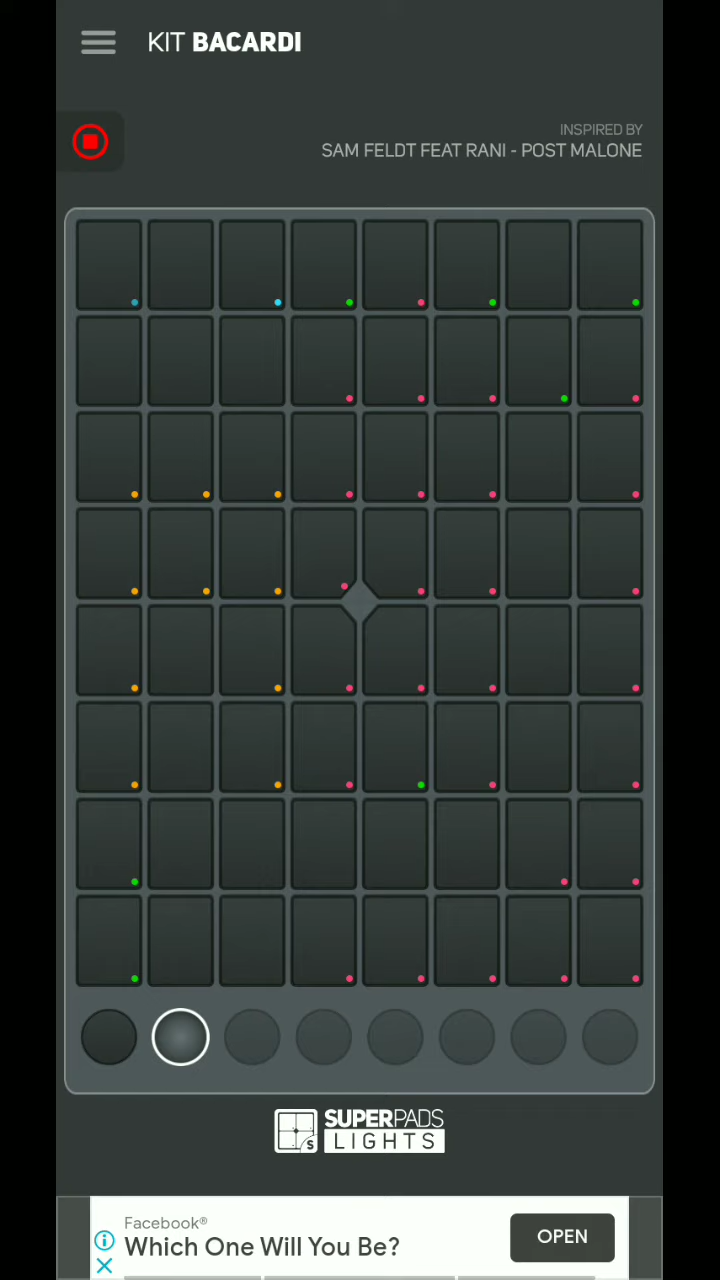 KIT BACARDI
INSPIRED BY
SAM FELDT FEAT RANI - POST MALONE
SUPERPADS
LIGHTS
S
Facebook®
Which One Will You Be?
OPEN